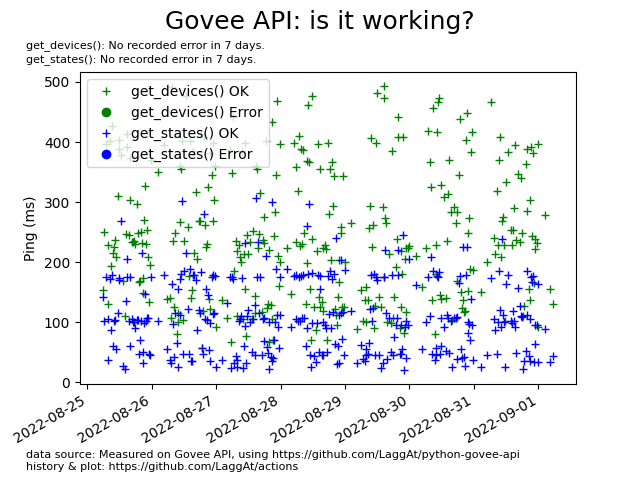 Govee API: is it working?
get_devices(): No recorded error in 7 days.
get_states(): No recorded error in 7 days.
500
400
300
200
100
0
Ping (ms)
get_devices() OK
get_devices() Error
get_states() OK
get_states() Error
2022-08-25
2022-08-26
2022-08-27
2022-08-28
2022-08-29
2022-08-30
2022-08-31
2022-09-01
data source: Measured on Govee API, using https://github.com/LaggAt/python-govee-api
history & plot: https://github.com/LaggAt/actions